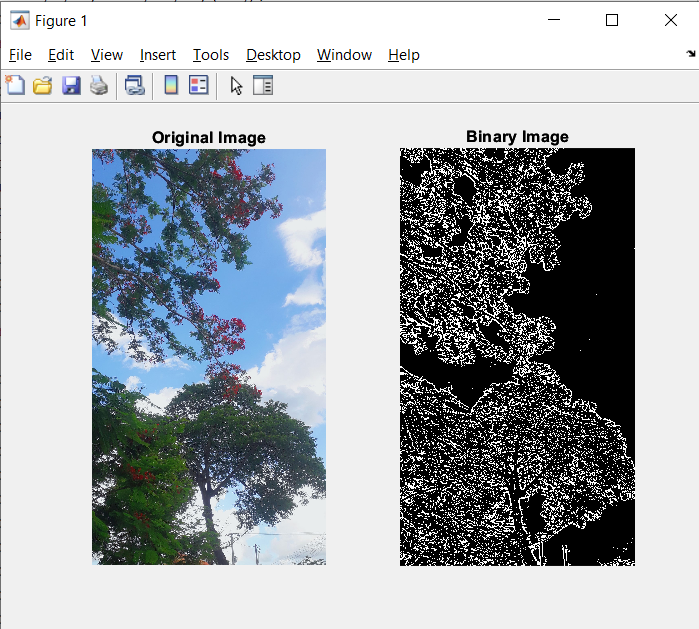 Figure 1
File Edit View Insert Tools Desktop Window Help
Original Image
Binary Image